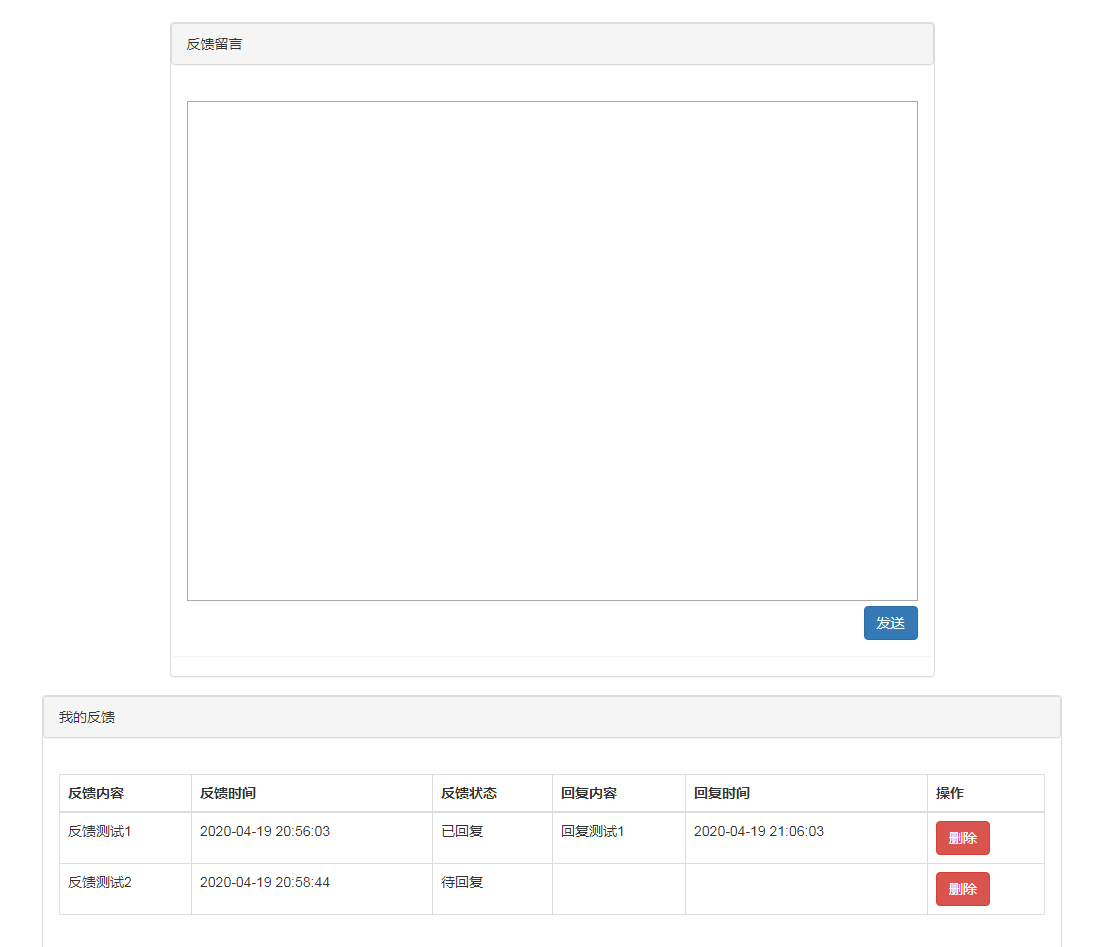 反馈留言
发送
我的反馈
反馈内容 反馈时间 反馈状态 回复内容 回复时间 操作
反馈测试1 2020-04-19 20:56:03 已回复 回复测试1 2020-04-19 21:06:03 删除
反馈测试2 2020-04-19 20:58:44 待回复 删除